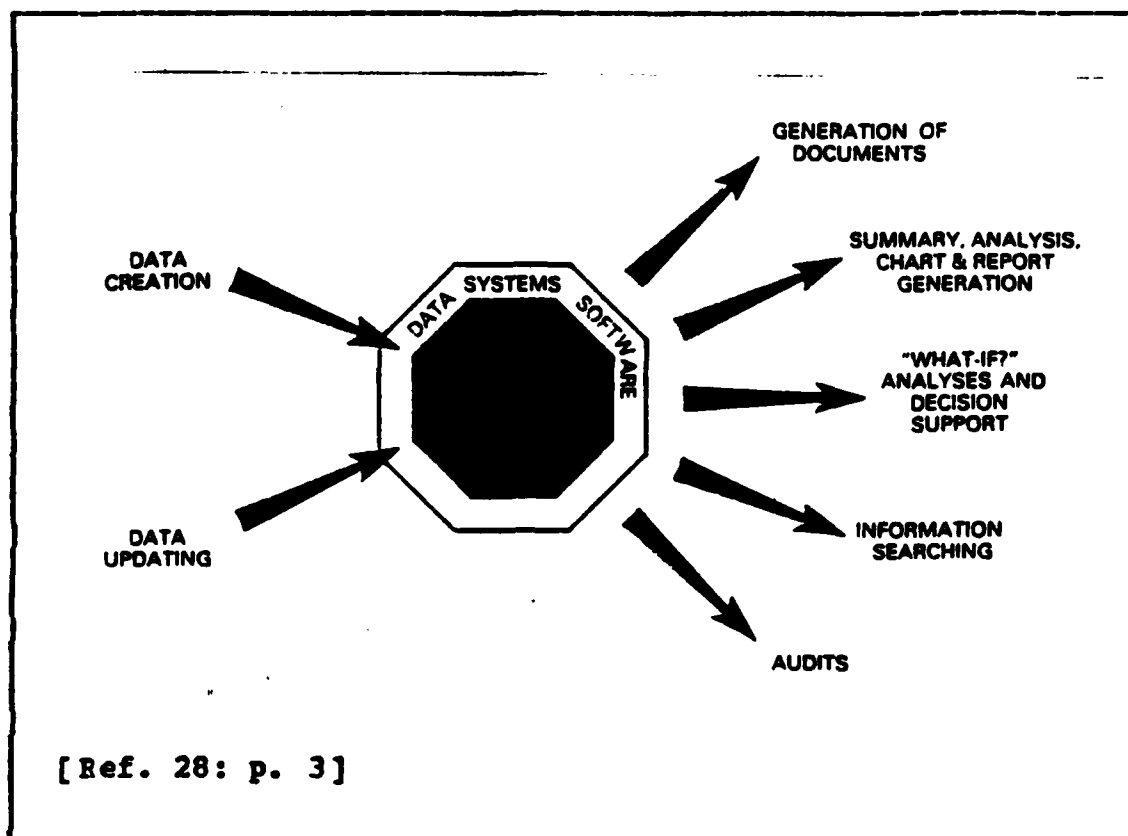 GENERATION OF
DOCUMENTS
SUMMARY, ANALYSIS,
CHART & REPORT
GENERATION
DATA
CREATION
DATA SYSTEMS SOFTWARE
"WHAT-IF?"
ANALYSES AND
DECISION
SUPPORT
DATA
UPDATING
INFORMATION
SEARCHING
AUDITS
[Ref. 28: p. 3]